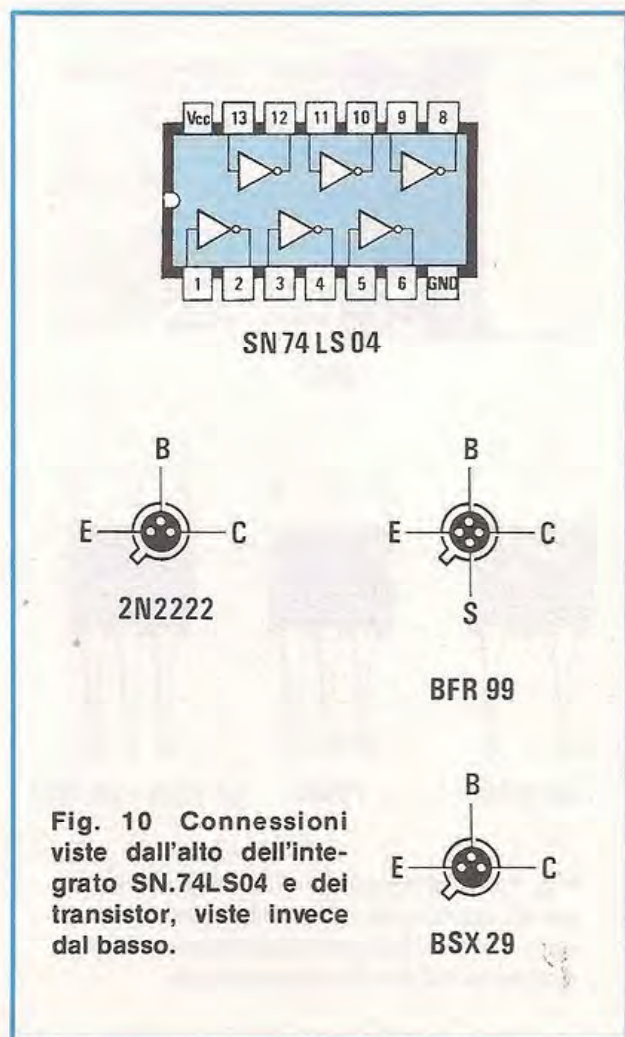 Vcc 13 12 11 10 9 8
1 2 3 4 5 6 GND
SN 74 LS 04
B
E C
2N2222
B
E C
S
BFR 99
Fig. 10 Connessioni
viste dall'alto dell'inte-
grato SN.74LS04 e dei
transistor, viste invece
dal basso.
B
E C
BSX 29